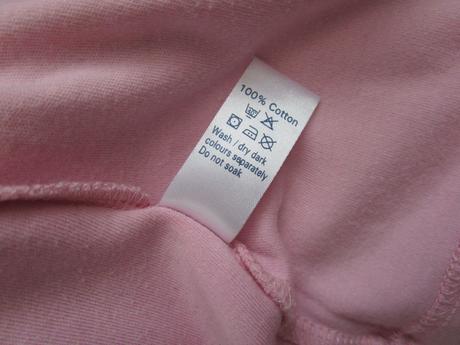 100% Cotton
Wash / dry dark
colours separately
Do not soak